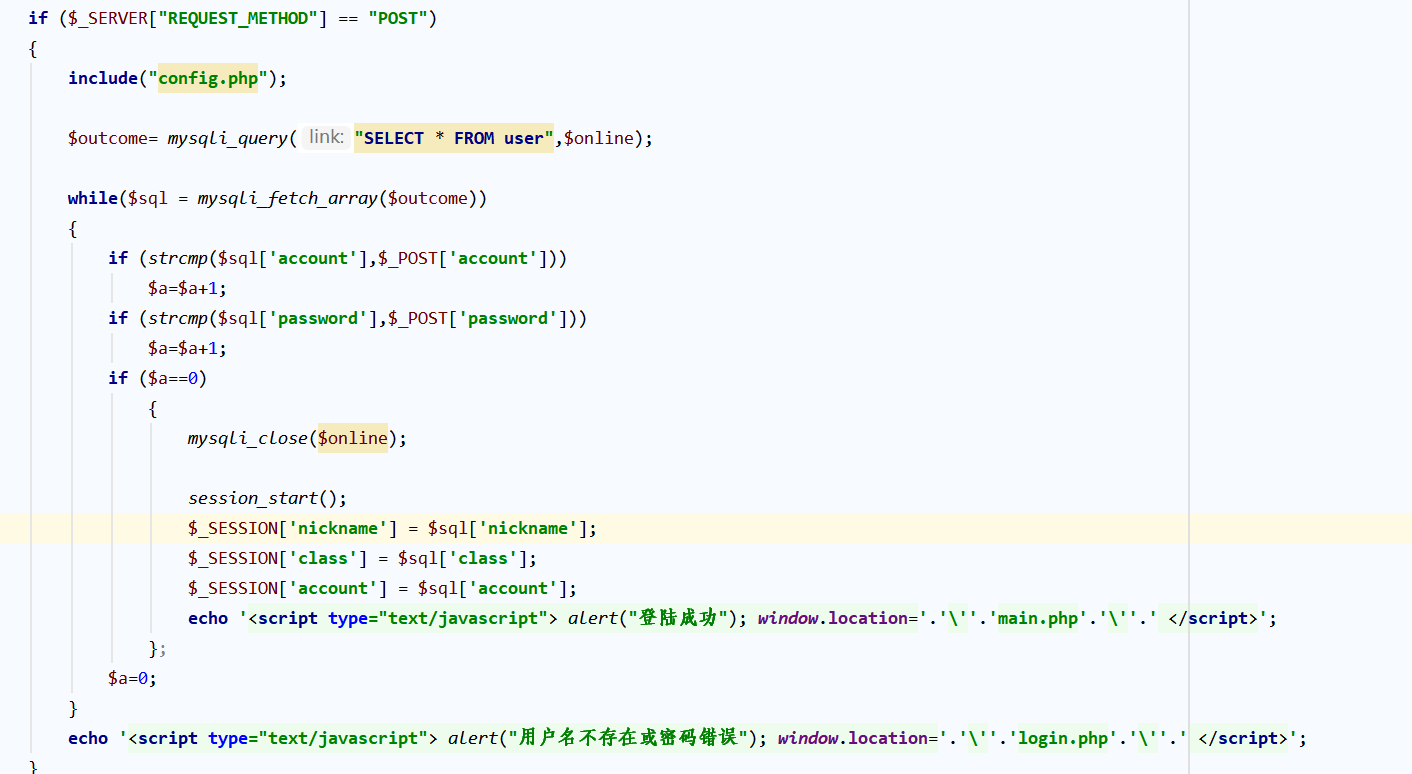 if ($_SERVER["REQUEST_METHOD"] == "POST")
{
include("config.php");
$outcome= mysqli_query( link: "SELECT * FROM user",$online);
while($sql = mysqli_fetch_array($outcome))
{
if (strcmp($sql['account'],$_POST['account']))
$a=$a+1;
if (strcmp($sql['password'],$_POST['password']))
$a=$a+1;
if ($a==0)
{
mysqli_close($online);
session_start();
$_SESSION['nickname'] = $sql['nickname'];
$_SESSION['class'] = $sql['class'];
$_SESSION['account'] = $sql['account'];
echo '<script type="text/javascript"> alert("登陆成功"); window.location='.'\''.'main.php'.'\''.' </script>';
};
$a=0;
}
echo '<script type="text/javascript"> alert("用户名不存在或密码错误"); window.location='.'\''.'login.php'.'\''.' </script>';
}